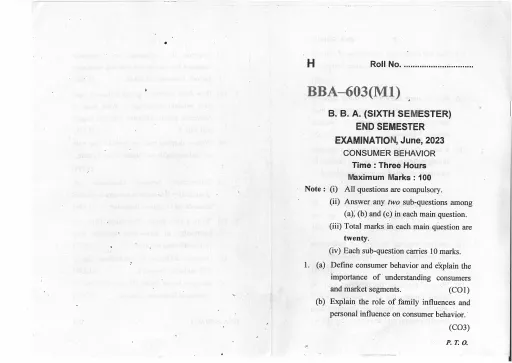 H Roll No. ..............................
BBA–603(M1)
B. B. A. (SIXTH SEMESTER)
END SEMESTER
EXAMINATION, June, 2023
CONSUMER BEHAVIOR
Time : Three Hours
Maximum Marks : 100
Note : (i) All questions are compulsory.
(ii) Answer any two sub-questions among
(a), (b) and (c) in each main question.
(iii) Total marks in each main question are
twenty.
(iv) Each sub-question carries 10 marks.
1. (a) Define consumer behavior and explain the
importance of understanding consumers
and market segments. (CO1)
(b) Explain the role of family influences and
personal influence on consumer behavior.
(CO3)
P. T. O.